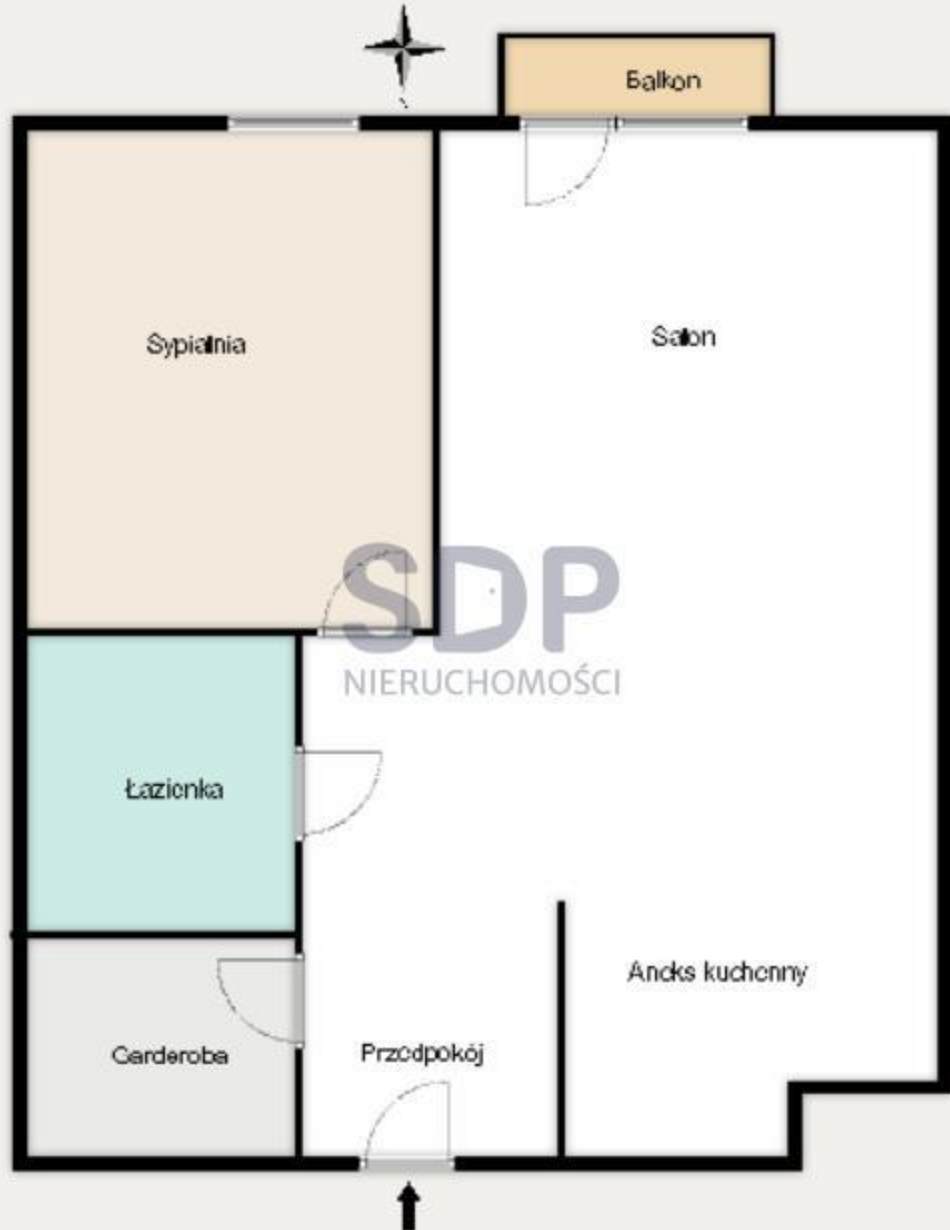 Balkon
Sypialnia
Salon
SDP
NIERUCHOMOŚCI
Łazienka
Aneks kuchenny
Garderoba
Przedpokój